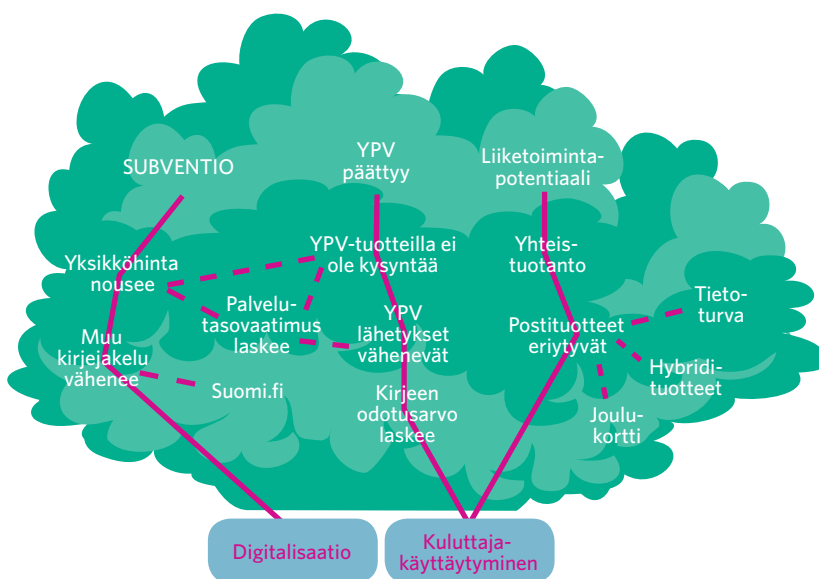 SUBVENTIO
YPV
päättyy
Liiketoiminta-
potentiaali
Yksikköhinta
nousee
YPV-tuotteilla ei
ole kysyntää
Yhteis-
tuotanto
Palvelu-
tasovaatimus
laskee
YPV
lähetykset
vähenevät
Postituotteet
eriytyvät
Tieto-
turva
Muu
kirjejakelu
vähenee
Suomi.fi
Kirjeen
odotusarvo
laskee
Hybridi-
tuotteet
Joulu-
kortti
Digitalisaatio
Kuluttaja-
käyttäytyminen